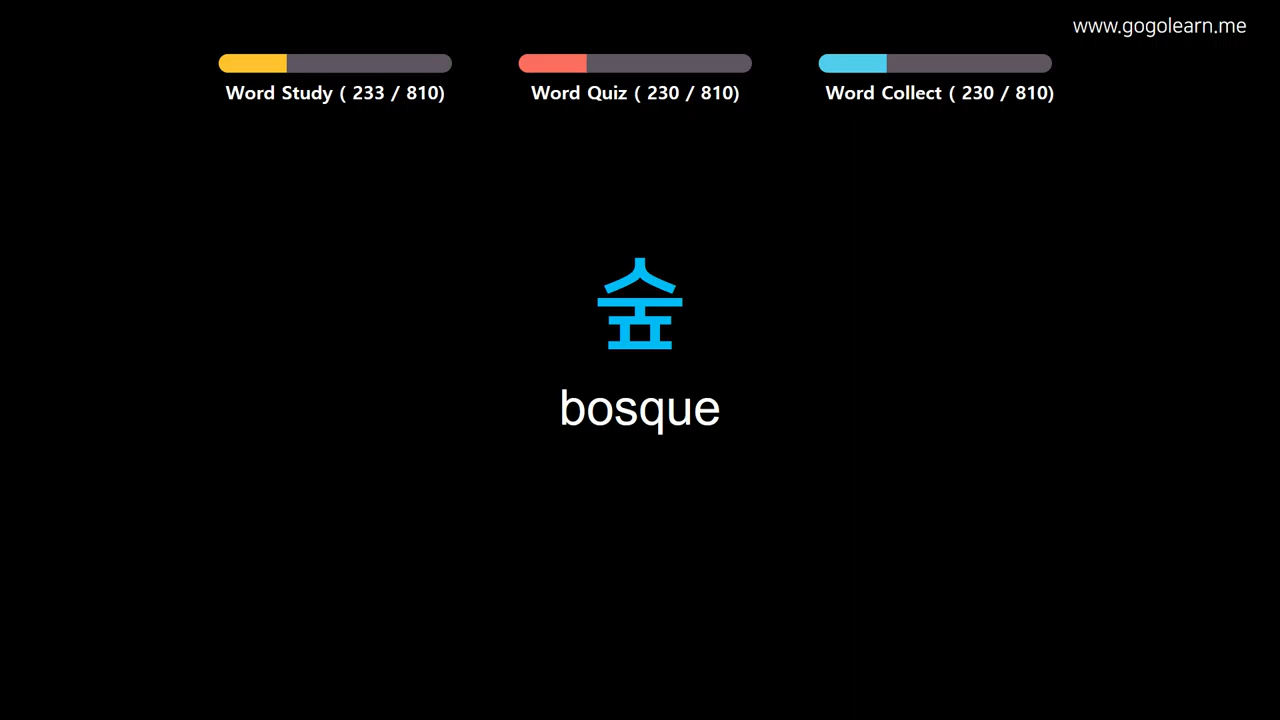 www.gogolearn.me
Word Study ( 233 / 810)
Word Quiz ( 230 / 810)
Word Collect ( 230 / 810)
숲
bosque